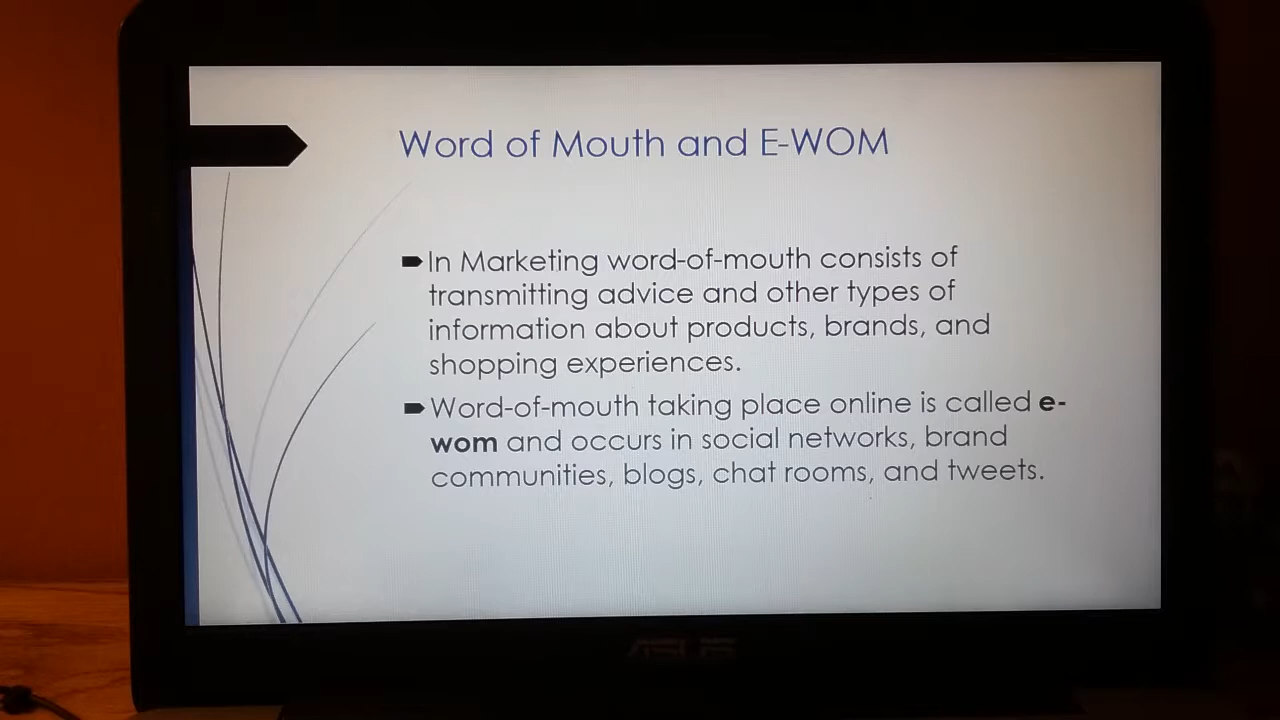 Word of Mouth and E-WOM
In Marketing word-of-mouth consists of
transmitting advice and other types of
information about products, brands, and
shopping experiences.
Word-of-mouth taking place online is called e-
wom and occurs in social networks, brand
communities, blogs, chat rooms, and tweets.
ASUS